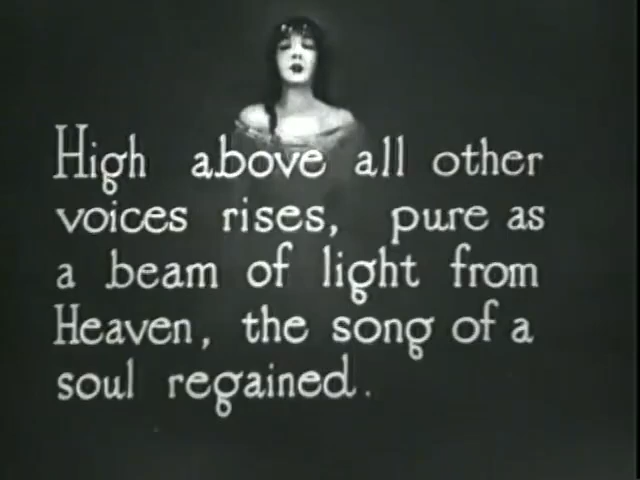 High above all other
voices rises, pure as
a beam of light from
Heaven, the song of a
soul regained.